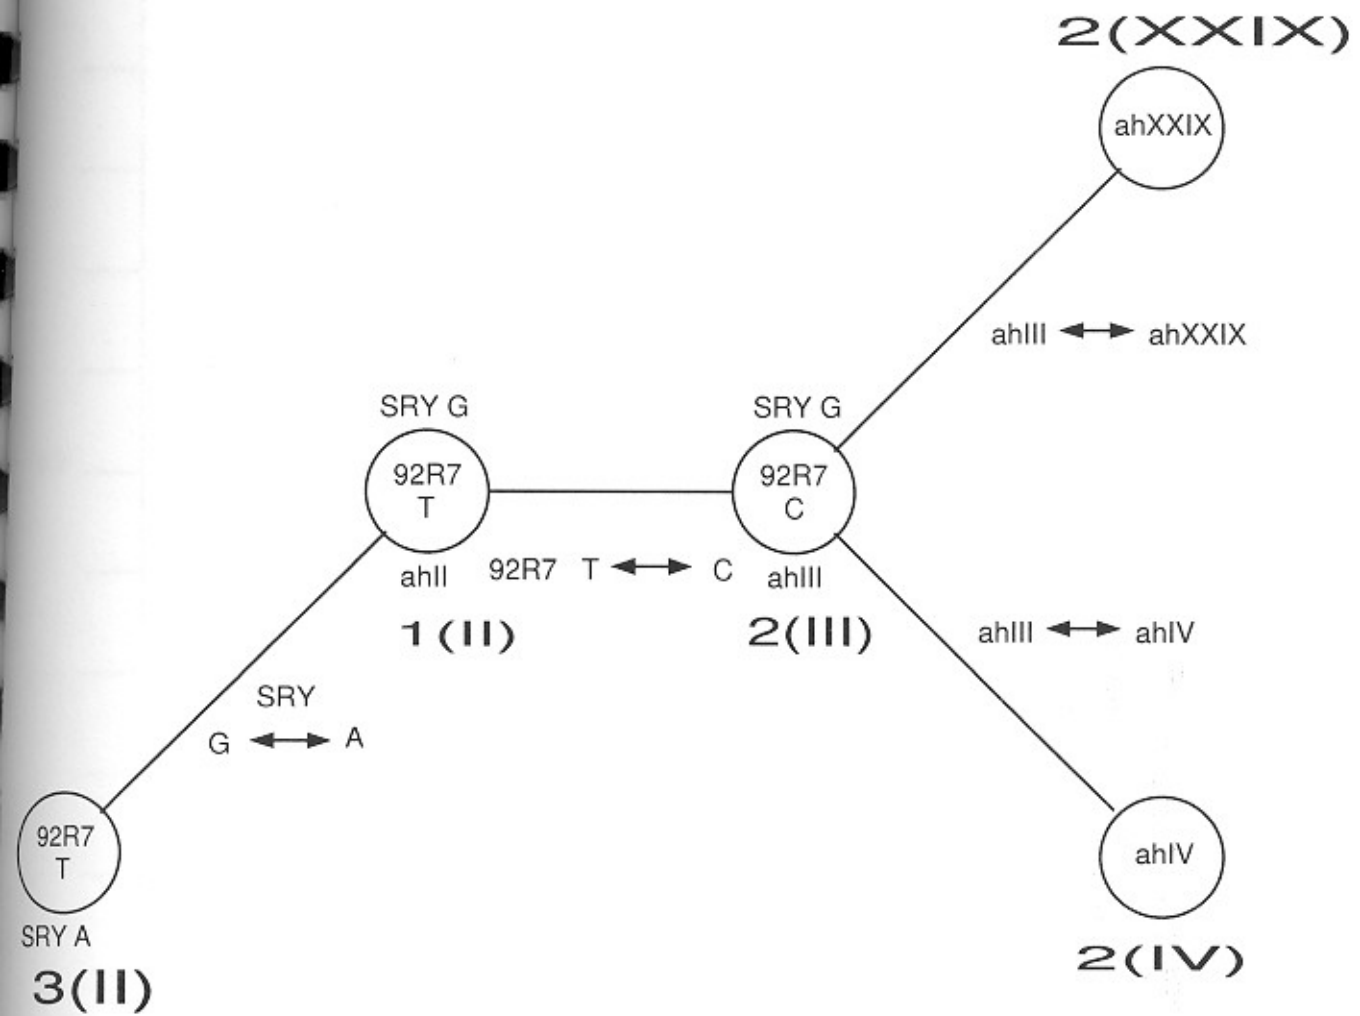 2(XXIX)
ahXXIX
ahIII ahXXIX
SRY G
92R7
T
ahII
1(II)
92R7 T C
SRY G
92R7
C
ahIII
2(III)
ahIII ahIV
SRY
G A
92R7
T
SRY A
3(II)
ahIV
2(IV)